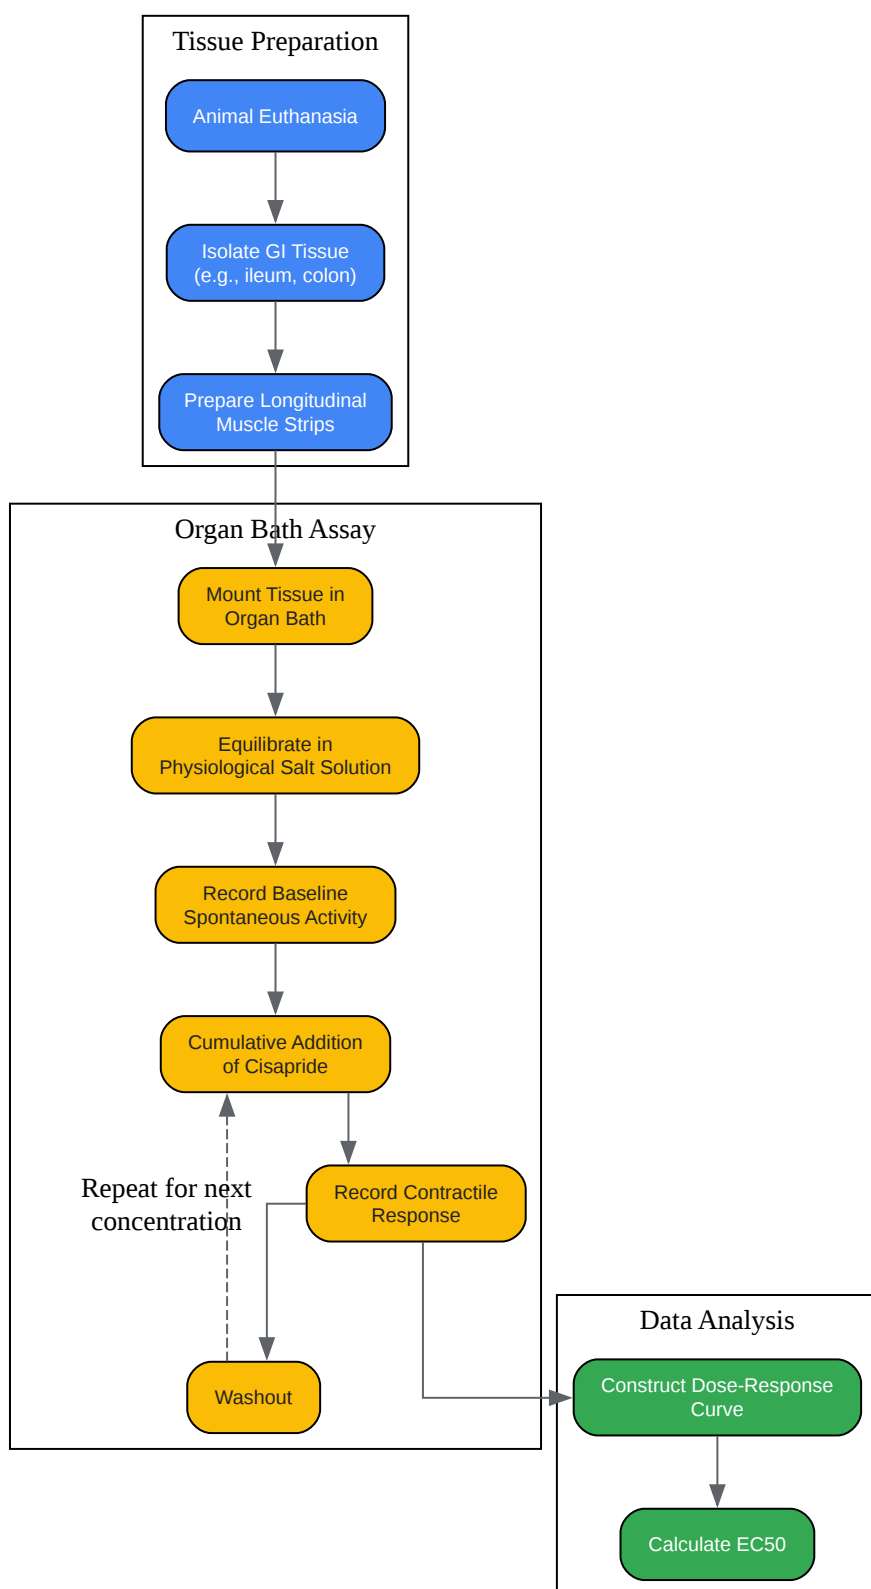 Tissue Preparation
Animal Euthanasia
Isolate GI Tissue
(e.g., ileum, colon)
Prepare Longitudinal
Muscle Strips
Organ Bath Assay
Mount Tissue in
Organ Bath
Equilibrate in
Physiological Salt Solution
Record Baseline
Spontaneous Activity
Cumulative Addition
of Cisapride
Repeat for next
concentration
Record Contractile
Response
Washout
Data Analysis
Construct Dose-Response
Curve
Calculate EC50